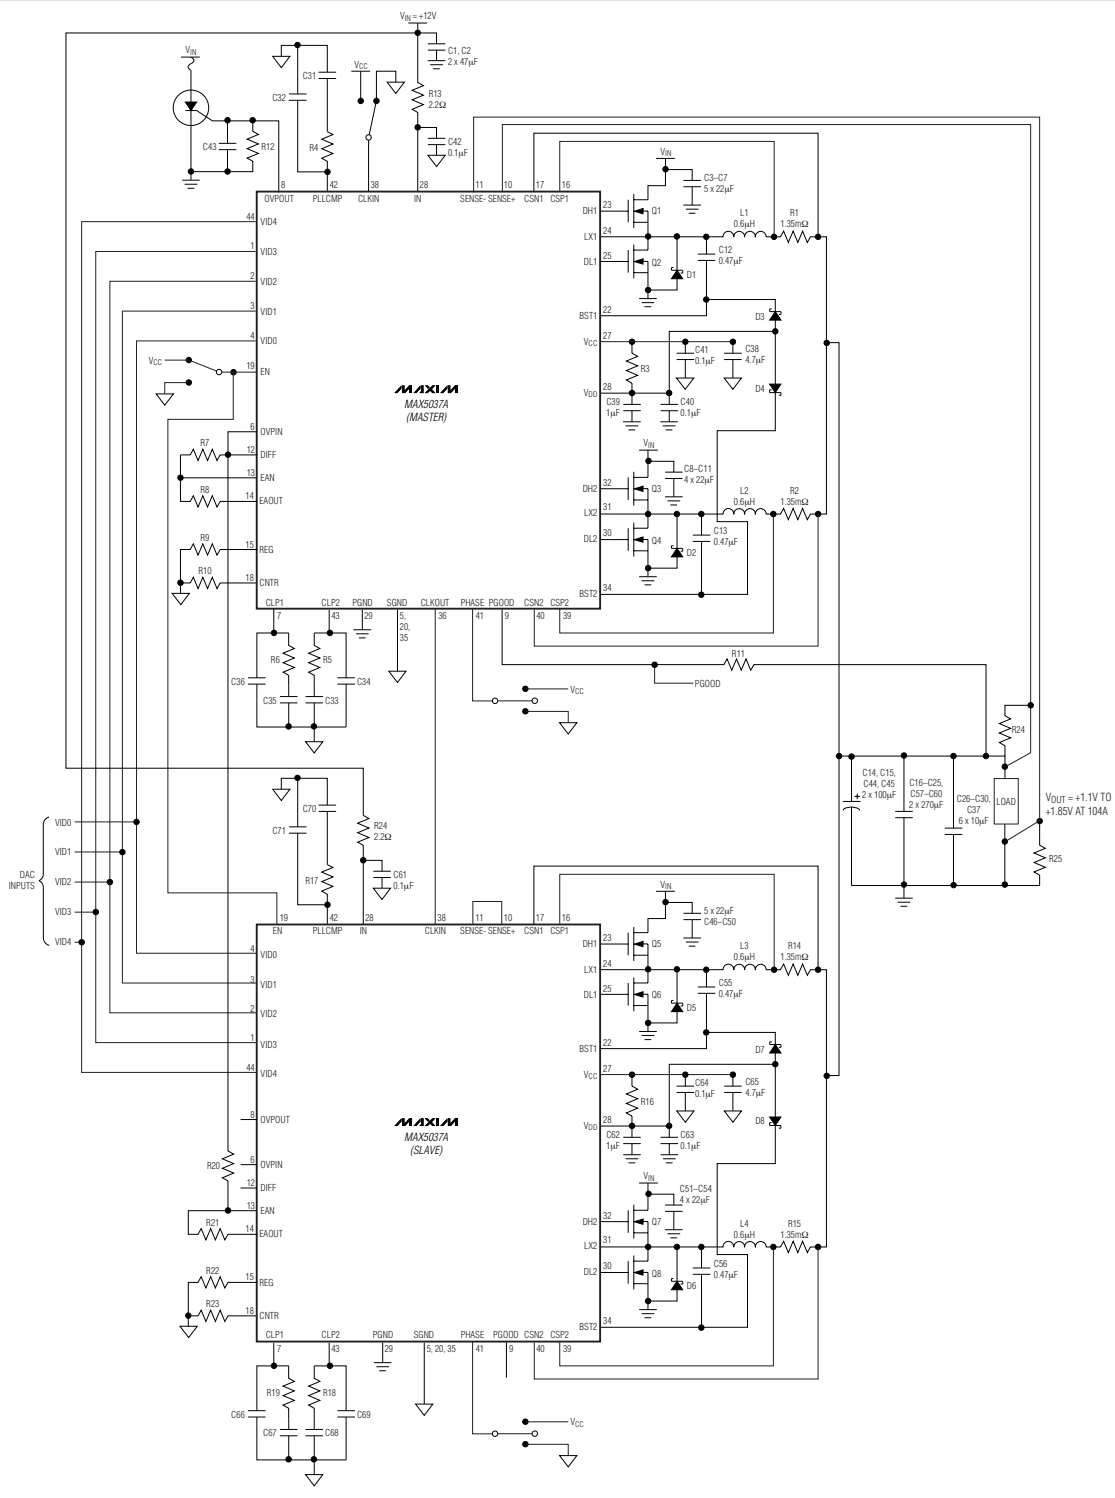 VIN = +12V
C1, C2
2 x 47µF
VIN
VCC
C31
C32
R13
2.2Ω
C43
R12
R4
C42
0.1µF
8
42
38
28
11
10
17
16
OVPOUT
PLLCMP
CLKIN
IN
SENSE-
SENSE+
CSN1
CSP1
VIN
C3–C7
5 x 22µF
44
VID4
DH1
23
Q1
L1
0.6µH
R1
1.35mΩ
LX1
24
1
VID3
DL1
25
Q2
D1
C12
0.47µF
2
VID2
3
VID1
BST1
22
D3
4
VID0
VCC
27
R3
C41
0.1µF
C38
4.7µF
VCC
19
EN
MAXIM
MAX5037A
(MASTER)
VDD
28
C39
1µF
C40
0.1µF
D4
6
OVPIN
R7
12
DIFF
VIN
C8–C11
4 x 22µF
13
EAN
R8
14
EAOUT
DH2
32
Q3
L2
0.6µH
R2
1.35mΩ
LX2
31
DL2
30
Q4
D2
C13
0.47µF
R9
15
REG
R10
18
CNTR
BST2
34
CLP1
CLP2
PGND
SGND
CLKOUT
PHASE
PGOOD
CSN2
CSP2
7
43
29
5,
20,
35
36
41
9
40
39
R6
R5
C36
C35
C33
C34
R11
PGOOD
VCC
R24
C14, C15,
C44, C45
2 x 100µF
+
C16–C25,
C57–C60
2 x 270µF
C26–C30,
C37
6 x 10µF
LOAD
VOUT = +1.1V TO
+1.85V AT 104A
R25
C70
C71
R24
2.2Ω
R17
C61
0.1µF
DAC
INPUTS
VID0
VID1
VID2
VID3
VID4
19
42
28
38
11
10
17
16
EN
PLLCMP
IN
CLKIN
SENSE-
SENSE+
CSN1
CSP1
VIN
5 x 22µF
C46–C50
4
VID0
DH1
23
Q5
L3
0.6µH
R14
1.35mΩ
LX1
24
3
VID1
DL1
25
Q6
D5
C55
0.47µF
2
VID2
1
VID3
BST1
22
D7
44
VID4
VCC
27
R16
C64
0.1µF
C65
4.7µF
8
OVPOUT
MAXIM
MAX5037A
(SLAVE)
VDD
28
C62
1µF
C63
0.1µF
D8
R20
6
OVPIN
12
DIFF
VIN
C51–C54
4 x 22µF
13
EAN
R21
14
EAOUT
DH2
32
Q7
L4
0.6µH
R15
1.35mΩ
LX2
31
DL2
30
Q8
D6
C56
0.47µF
R22
15
REG
R23
18
CNTR
BST2
34
CLP1
CLP2
PGND
SGND
PHASE
PGOOD
CSN2
CSP2
7
43
29
5, 20, 35
41
9
40
39
R19
R18
C66
C67
C68
C69
VCC